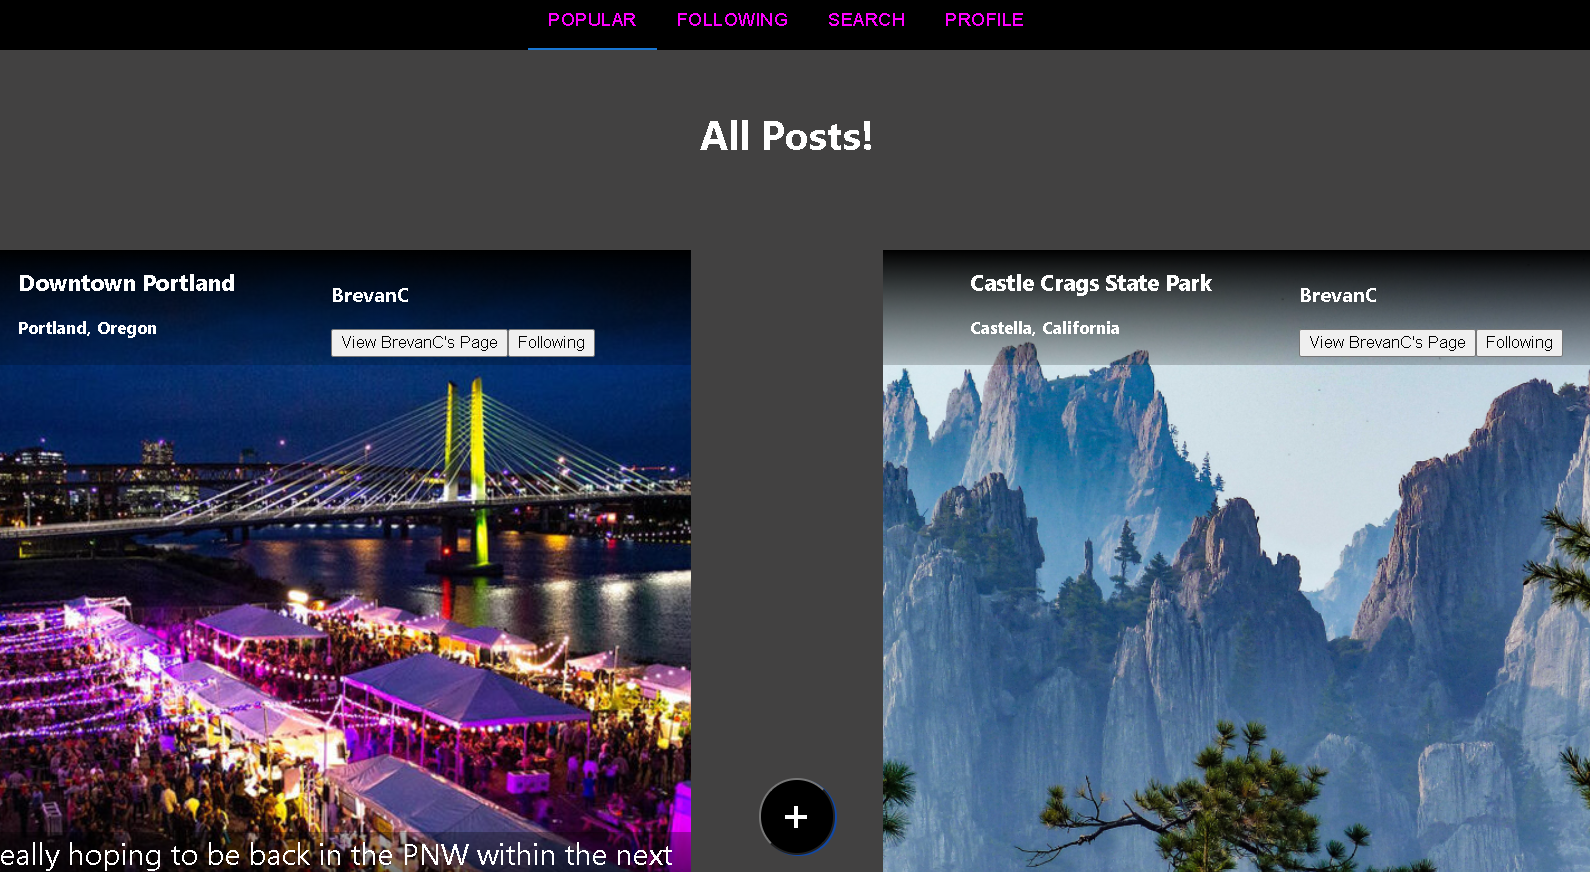 POPULAR FOLLOWING SEARCH PROFILE
All Posts!
Downtown Portland
Portland, Oregon
BrevanC
View BrevanC's Page Following
eally hoping to be back in the PNW within the next
Castle Crags State Park
Castella, California
BrevanC
View BrevanC's Page Following
+